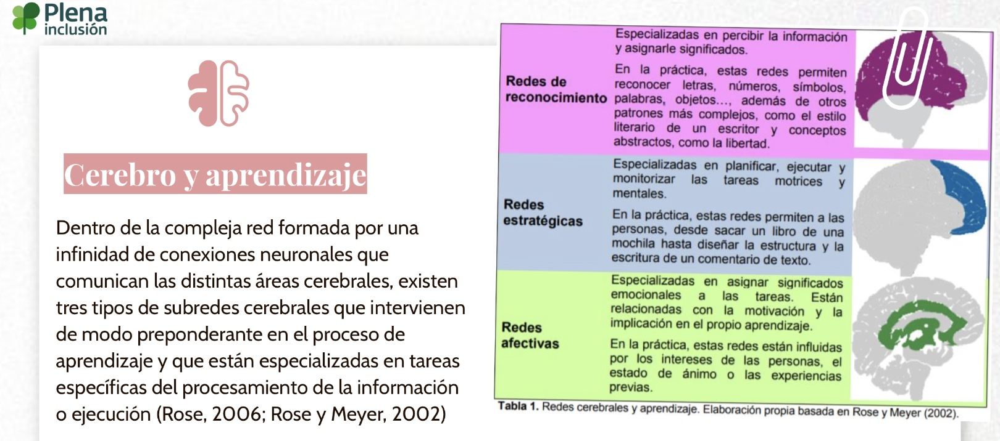 Plena
inclusión
Cerebro y aprendizaje
Dentro de la compleja red formada por una
infinidad de conexiones neuronales que
comunican las distintas áreas cerebrales, existen
tres tipos de subredes cerebrales que intervienen
de modo preponderante en el proceso de
aprendizaje y que están especializadas en tareas
específicas del procesamiento de la información
o ejecución (Rose, 2006; Rose y Meyer, 2002)
Redes de
reconocimiento
Especializadas en percibir la información
y asignarle significados.
En la práctica, estas redes permiten
reconocer letras, números, símbolos,
palabras, objetos..., además de otros
patrones más complejos, como el estilo
literario de un escritor y conceptos
abstractos, como la libertad.
Redes
estratégicas
Especializadas en planificar, ejecutar y
monitorizar las tareas motrices y
mentales.
En la práctica, estas redes permiten a las
personas, desde sacar un libro de una
mochila hasta diseñar la estructura y la
escritura de un comentario de texto.
Redes
afectivas
Especializadas en asignar significados
emocionales a las tareas. Están
relacionadas con la motivación y la
implicación en el propio aprendizaje.
En la práctica, estas redes están influidas
por los intereses de las personas, el
estado de ánimo o las experiencias
previas.
Tabla 1. Redes cerebrales y aprendizaje. Elaboración propia basada en Rose y Meyer (2002).